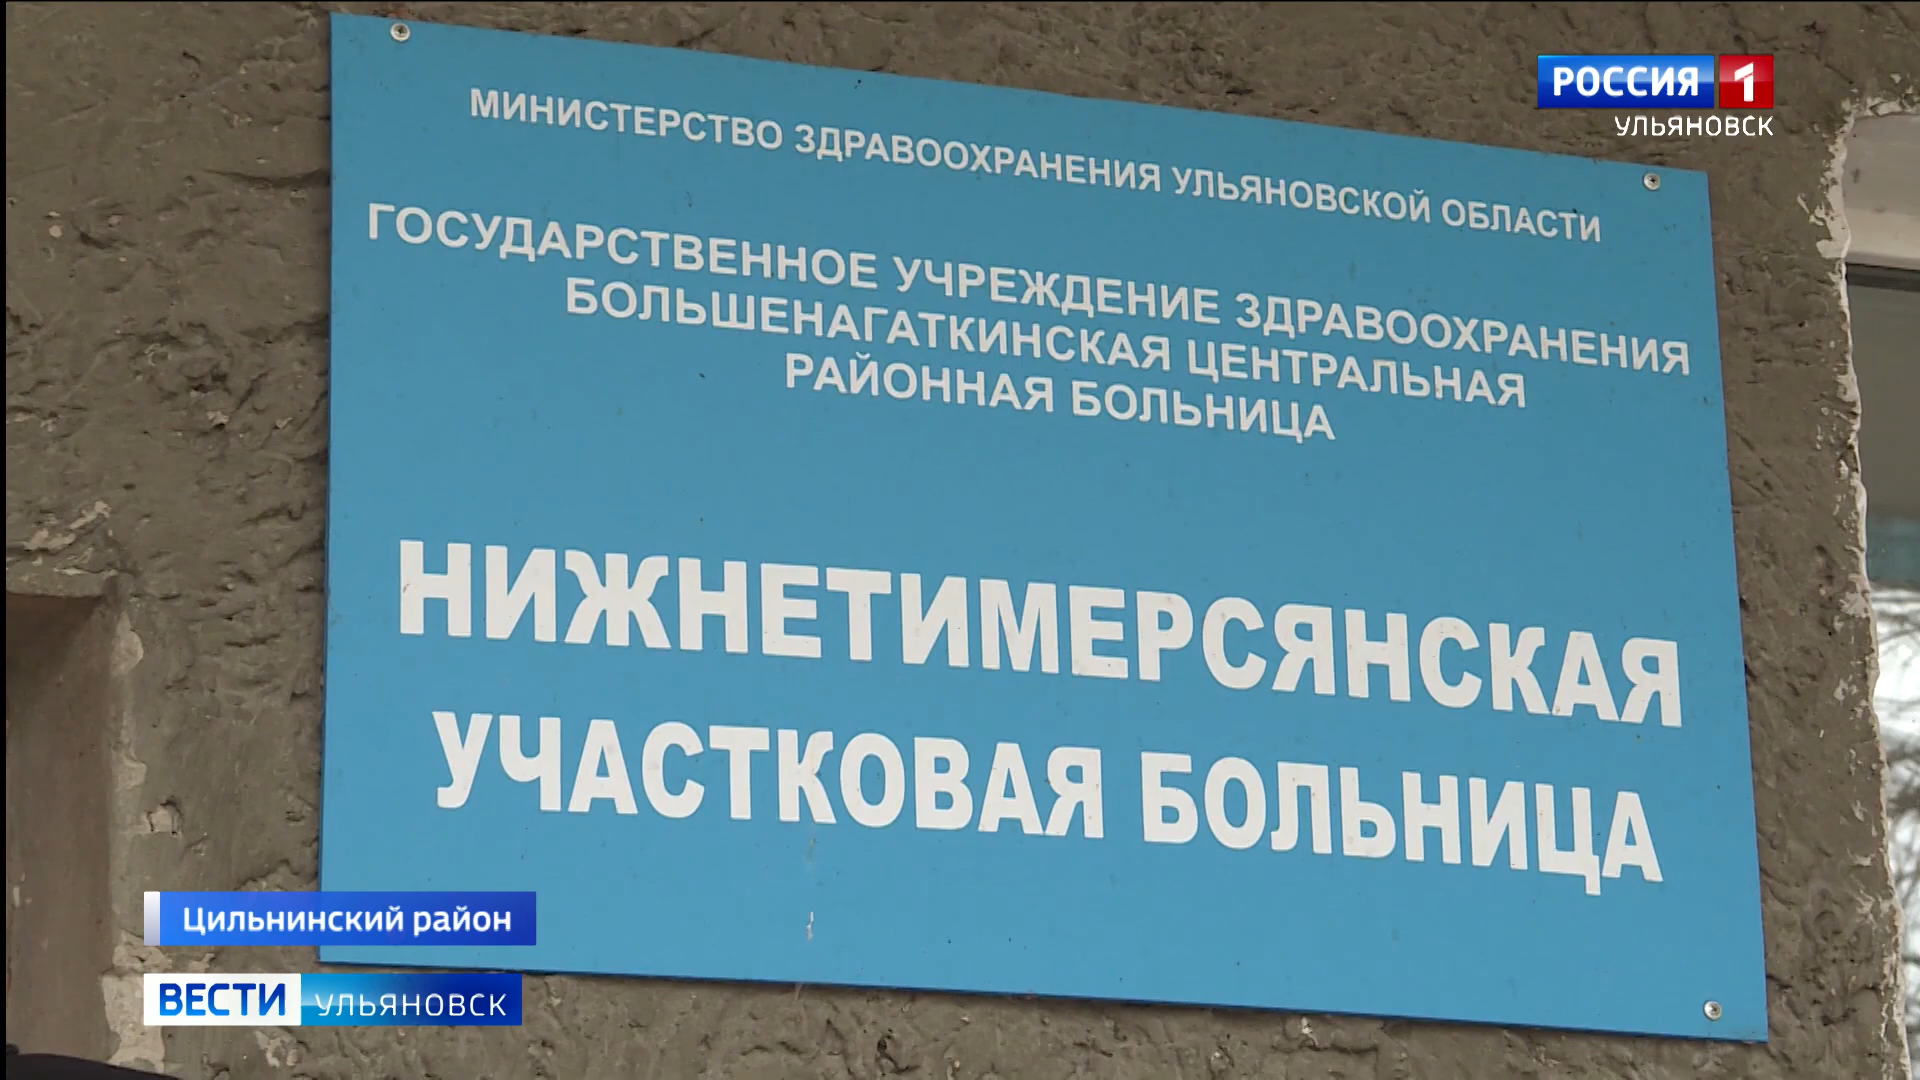 РОССИЯ 1
УЛЬЯНОВСК
МИНИСТЕРСТВО ЗДРАВООХРАНЕНИЯ УЛЬЯНОВСКОЙ ОБЛАСТИ
ГОСУДАРСТВЕННОЕ УЧРЕЖДЕНИЕ ЗДРАВООХРАНЕНИЯ
БОЛЬШЕНАГАТКИНСКАЯ ЦЕНТРАЛЬНАЯ
РАЙОННАЯ БОЛЬНИЦА
НИЖНЕТИМЕРСЯНСКАЯ
УЧАСТКОВАЯ БОЛЬНИЦА
Цильнинский район
ВЕСТИ УЛЬЯНОВСК